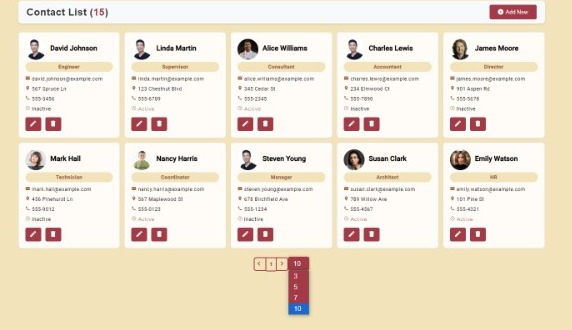 Contact List (15)
Add New
David Johnson
Engineer
david.johnson@example.com
567 Spruce Ln
555-3456
Inactive
Linda Martin
Supervisor
linda.martin@example.com
123 Chestnut Blvd
555-6789
Active
Alice Williams
Consultant
alice.williams@example.com
345 Cedar St
555-2345
Active
Charles Lewis
Accountant
charles.lewis@example.com
234 Elmwood Ct
555-7890
Inactive
James Moore
Director
james.moore@example.com
901 Aspen Rd
555-5678
Inactive
Mark Hall
Technician
mark.hall@example.com
456 Pinehurst Ln
555-9012
Inactive
Nancy Harris
Coordinator
nancy.harris@example.com
567 Maplewood St
555-0123
Active
Steven Young
Manager
steven.young@example.com
678 Birchfield Ave
555-1234
Inactive
Susan Clark
Architect
susan.clark@example.com
789 Willow Ave
555-4567
Active
Emily Watson
HR
emily.watson@example.com
101 Pine St
555-4321
Active
1
10
3
5
7
10